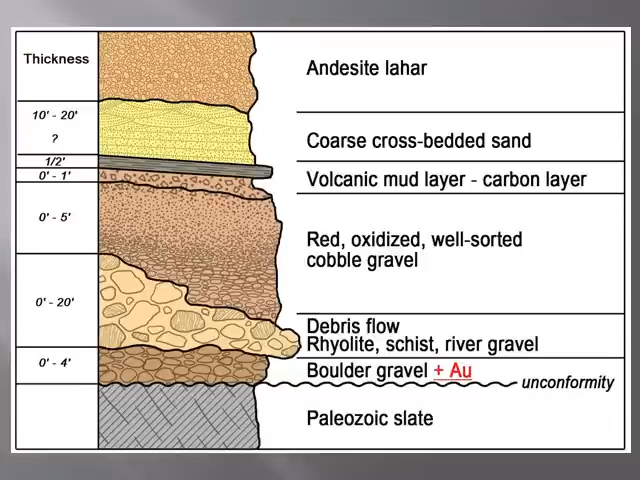 Thickness
Andesite lahar
10' - 20'
?
Coarse cross-bedded sand
1/2'
0' - 1'
Volcanic mud layer - carbon layer
0' - 5'
Red, oxidized, well-sorted
cobble gravel
0' - 20'
Debris flow
Rhyolite, schist, river gravel
0' - 4'
Boulder gravel + Au
unconformity
Paleozoic slate